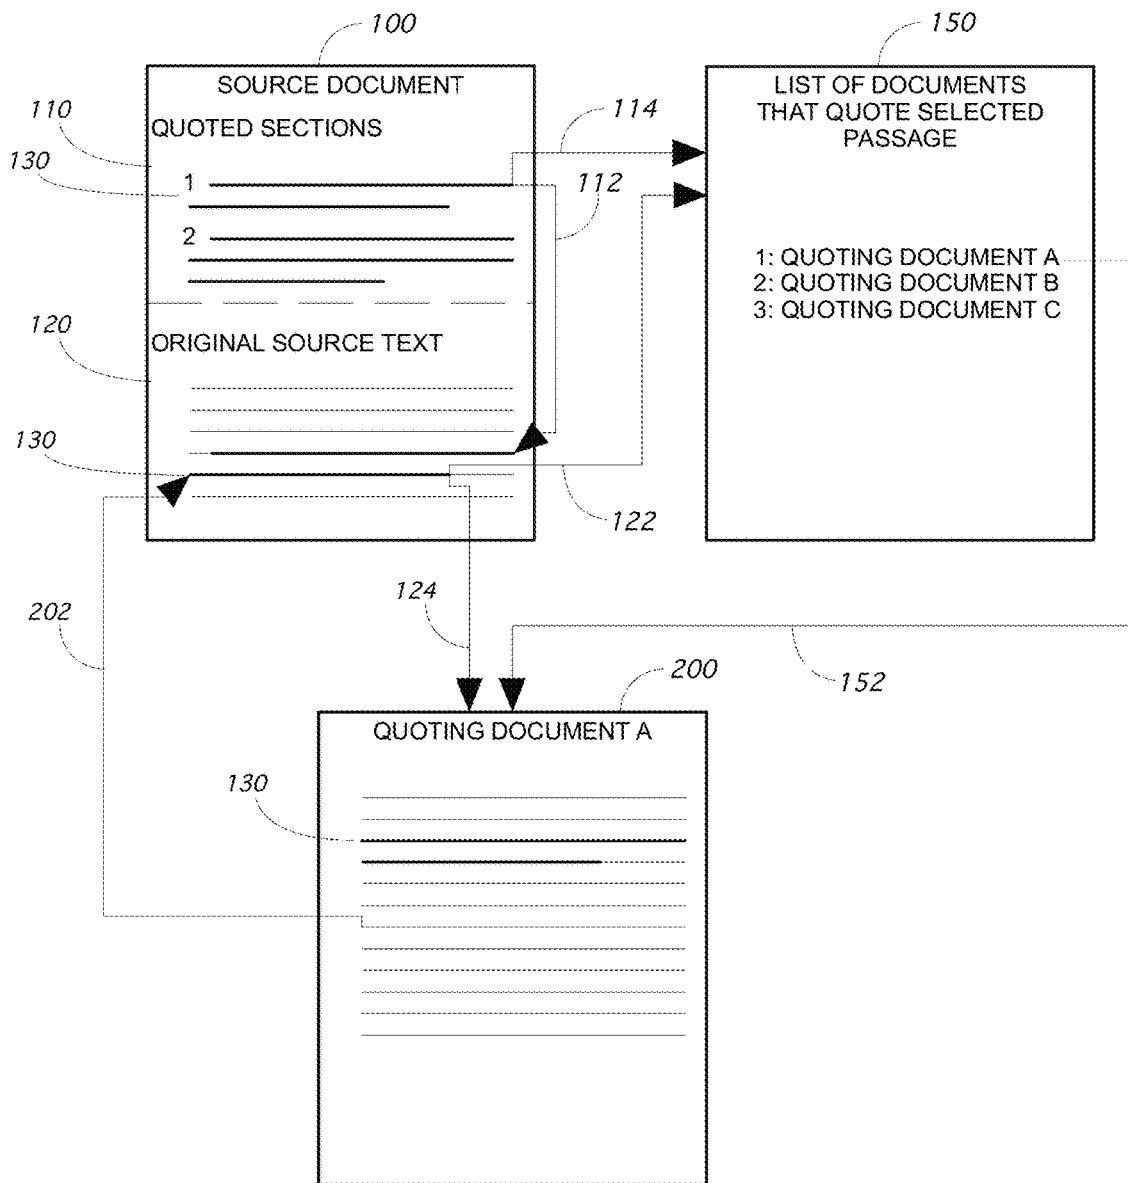 100
150
SOURCE DOCUMENT
LIST OF DOCUMENTS
THAT QUOTE SELECTED
PASSAGE
110
QUOTED SECTIONS
114
130
1
112
2
1: QUOTING DOCUMENT A
2: QUOTING DOCUMENT B
3: QUOTING DOCUMENT C
120
ORIGINAL SOURCE TEXT
130
122
124
202
152
200
QUOTING DOCUMENT A
130